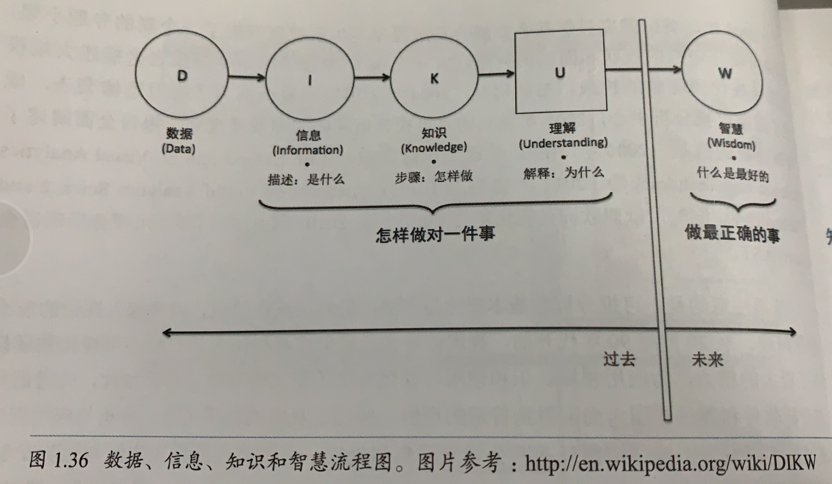 D
I
K
U
W
数据
(Data)
信息
(Information)
描述：是什么
知识
(Knowledge)
步骤：怎样做
理解
(Understanding)
解释：为什么
智慧
(Wisdom)
什么是最好的
怎样做对一件事
做最正确的事
过去
未来
图 1.36 数据、信息、知识和智慧流程图。图片参考：http://en.wikipedia.org/wiki/DIKW